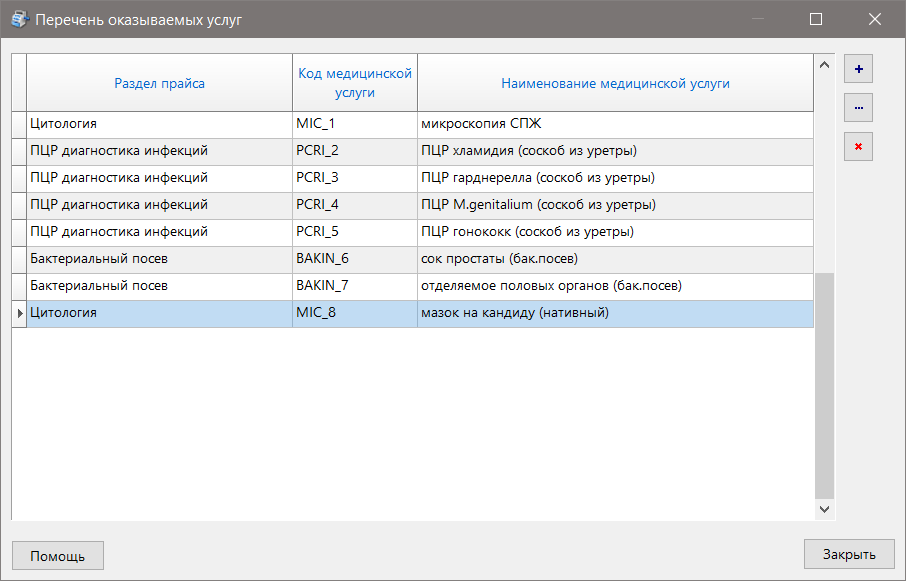 Перечень оказываемых услуг
Раздел прайса Код медицинской услуги Наименование медицинской услуги
Цитология MIC_1 микроскопия СПЖ
ПЦР диагностика инфекций PCRI_2 ПЦР хламидия (соскоб из уретры)
ПЦР диагностика инфекций PCRI_3 ПЦР гарднерелла (соскоб из уретры)
ПЦР диагностика инфекций PCRI_4 ПЦР M.genitalium (соскоб из уретры)
ПЦР диагностика инфекций PCRI_5 ПЦР гонококк (соскоб из уретры)
Бактериальный посев BAKIN_6 сок простаты (бак.посев)
Бактериальный посев BAKIN_7 отделяемое половых органов (бак.посев)
Цитология MIC_8 мазок на кандиду (нативный)
Помощь Закрыть